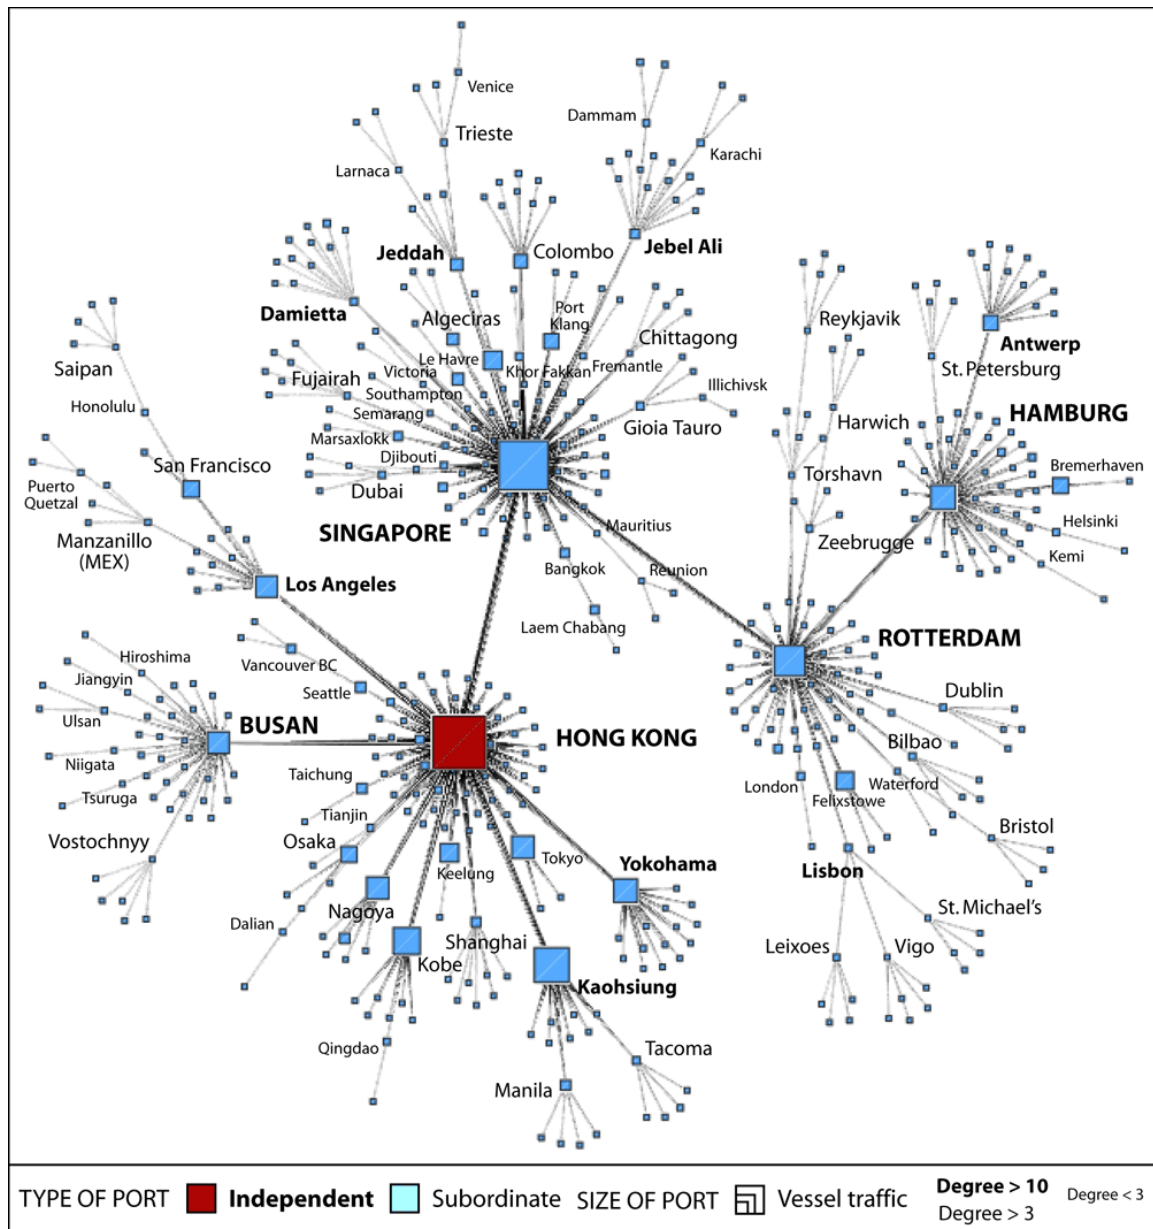 Venice
Dammam
Trieste
Karachi
Larnaca
Jeddah
Colombo
Jebel Ali
Damietta
Algeciras
Port
Klang
Reykjavik
Antwerp
Chittagong
St. Petersburg
Saipan
Le Havre
Khor Fakkan
Fremantle
Fujairah
Victoria
Illichivsk
Southampton
HAMBURG
Honolulu
Semarang
Gioia Tauro
Harwich
Marsaxlokk
San Francisco
Djibouti
Bremerhaven
Puerto
Quetzal
Dubai
Torshavn
SINGAPORE
Mauritius
Helsinki
Manzanillo
(MEX)
Zeebrugge
Kemi
Bangkok
Reunion
Los Angeles
Laem Chabang
ROTTERDAM
Hiroshima
Vancouver BC
Jiangyin
Seattle
Dublin
Ulsan
BUSAN
HONG KONG
Bilbao
Niigata
Taichung
London
Waterford
Tsuruga
Felixstowe
Tianjin
Bristol
Vostochnyy
Osaka
Keelung
Tokyo
Yokohama
Lisbon
Nagoya
St. Michael's
Dalian
Shanghai
Leixoes
Vigo
Kobe
Kaohsiung
Qingdao
Tacoma
Manila
TYPE OF PORT Independent Subordinate SIZE OF PORT Vessel traffic Degree > 10 Degree < 3
Degree > 3